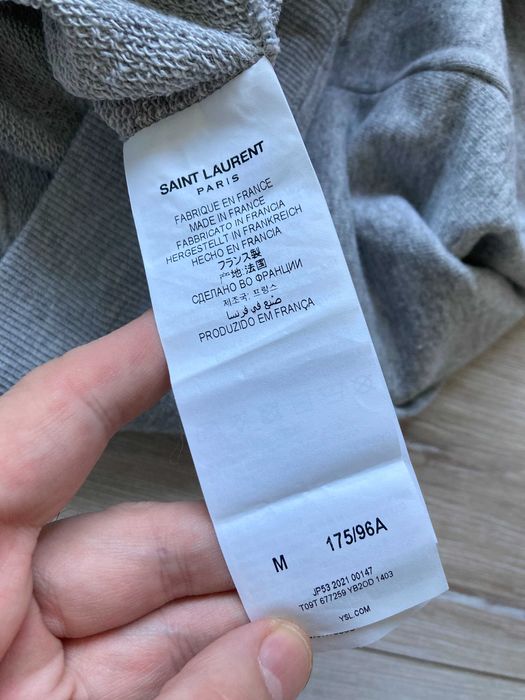 SAINT LAURENT
PARIS
FABRIQUE EN FRANCE
MADE IN FRANCE
FABBRICATO IN FRANCIA
HERGESTELLT IN FRANKREICH
HECHO EN FRANCIA
フランス製
产地 法国
СДЕЛАНО ВО ФРАНЦИИ
제조국: 프랑스
صنع في فرنسا
PRODUZIDO EM FRANÇA
M 175/96A
JP53 2021 00147
T09T 677259 YB2OD 1403
YSL.COM